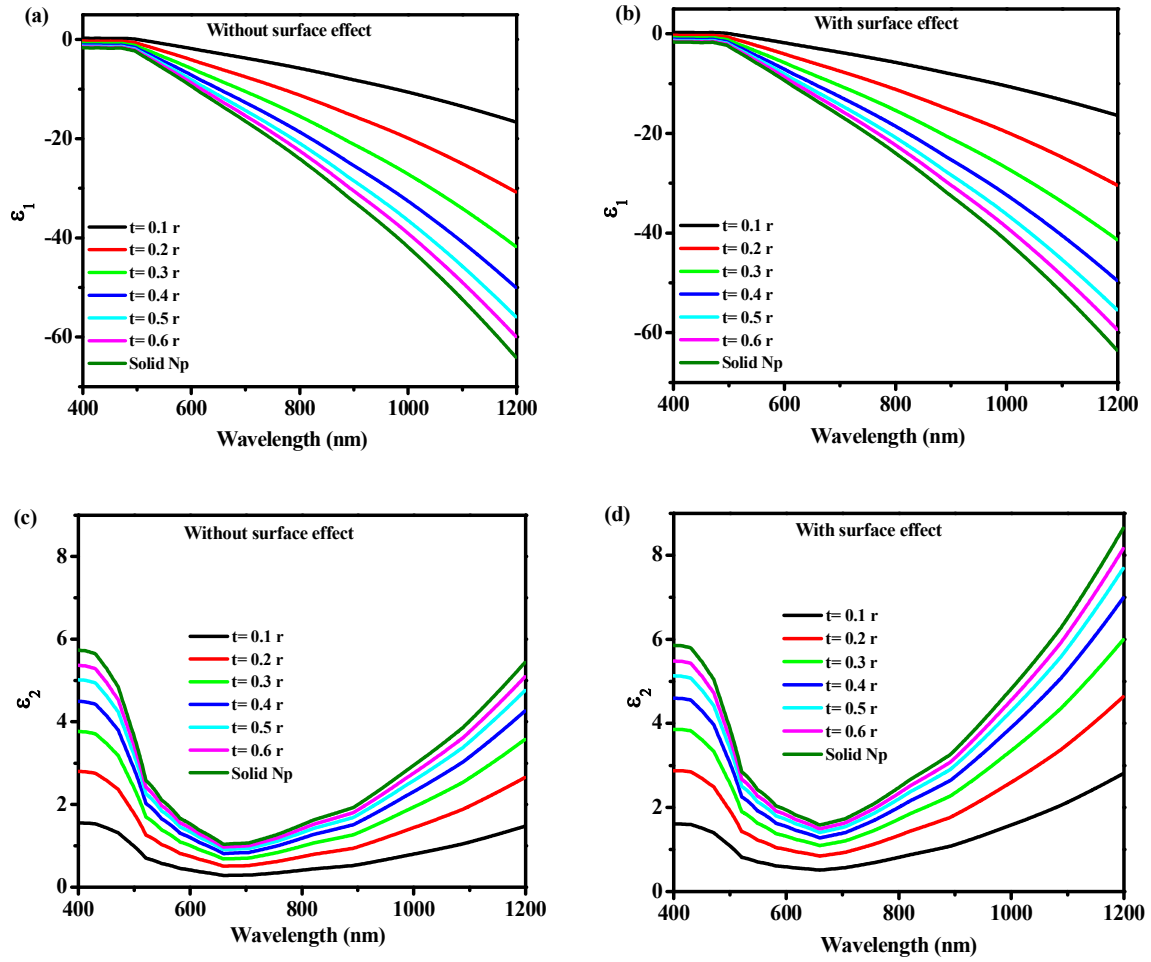 (a)
Without surface effect
0
-20
-40
-60
ε1
t= 0.1 r
t= 0.2 r
t= 0.3 r
t= 0.4 r
t= 0.5 r
t= 0.6 r
Solid Np
400 600 800 1000 1200
Wavelength (nm)
(b)
With surface effect
0
-20
-40
-60
ε1
t= 0.1 r
t= 0.2 r
t= 0.3 r
t= 0.4 r
t= 0.5 r
t= 0.6 r
Solid Np
400 600 800 1000 1200
Wavelength (nm)
(c)
Without surface effect
8
6
4
2
0
ε2
t= 0.1 r
t= 0.2 r
t= 0.3 r
t= 0.4 r
t= 0.5 r
t= 0.6 r
Solid Np
400 600 800 1000 1200
Wavelength (nm)
(d)
With surface effect
8
6
4
2
0
ε2
t= 0.1 r
t= 0.2 r
t= 0.3 r
t= 0.4 r
t= 0.5 r
t= 0.6 r
Solid Np
400 600 800 1000 1200
Wavelength (nm)